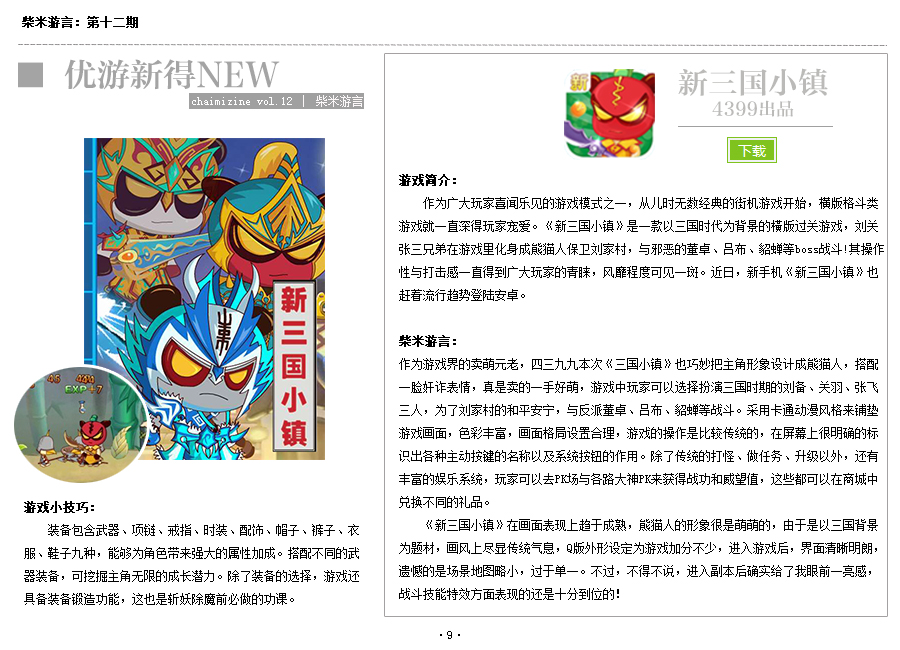 柴米游言：第十二期
优游新得NEW
chaimizine vol.12 | 柴米游言
新三国小镇
46 444
EXP+7
游戏小技巧：
装备包含武器、项链、戒指、时装、配饰、帽子、裤子、衣
服、鞋子九种，能够为角色带来强大的属性加成。搭配不同的武
器装备，可挖掘主角无限的成长潜力。除了装备的选择，游戏还
具备装备锻造功能，这也是斩妖除魔前必做的功课。
新
新三国小镇
4399出品
下载
游戏简介：
作为广大玩家喜闻乐见的游戏模式之一，从儿时无数经典的街机游戏开始，横版格斗类
游戏就一直深得玩家宠爱。《新三国小镇》是一款以三国时代为背景的横版过关游戏，刘关
张三兄弟在游戏里化身成熊猫人保卫刘家村，与邪恶的董卓、吕布、貂蝉等boss战斗!其操作
性与打击感一直得到广大玩家的青睐，风靡程度可见一斑。近日，新手机《新三国小镇》也
赶着流行趋势登陆安卓。
柴米游言：
作为游戏界的卖萌元老，四三九九本次《三国小镇》也巧妙把主角形象设计成熊猫人，搭配
一脸奸诈表情，真是卖的一手好萌，游戏中玩家可以选择扮演三国时期的刘备、关羽、张飞
三人，为了刘家村的和平安宁，与反派董卓、吕布、貂蝉等战斗。采用卡通动漫风格来铺垫
游戏画面，色彩丰富，画面格局设置合理，游戏的操作是比较传统的，在屏幕上很明确的标
识出各种主动按键的名称以及系统按钮的作用。除了传统的打怪、做任务、升级以外，还有
丰富的娱乐系统，玩家可以去PK场与各路大神PK来获得战功和威望值，这些都可以在商城中
兑换不同的礼品。
《新三国小镇》在画面表现上趋于成熟，熊猫人的形象很是萌萌的，由于是以三国背景
为题材，画风上尽显传统气息，Q版外形设定为游戏加分不少，进入游戏后，界面清晰明朗，
遗憾的是场景地图略小，过于单一。不过，不得不说，进入副本后确实给了我眼前一亮感，
战斗技能特效方面表现的还是十分到位的!
·9·